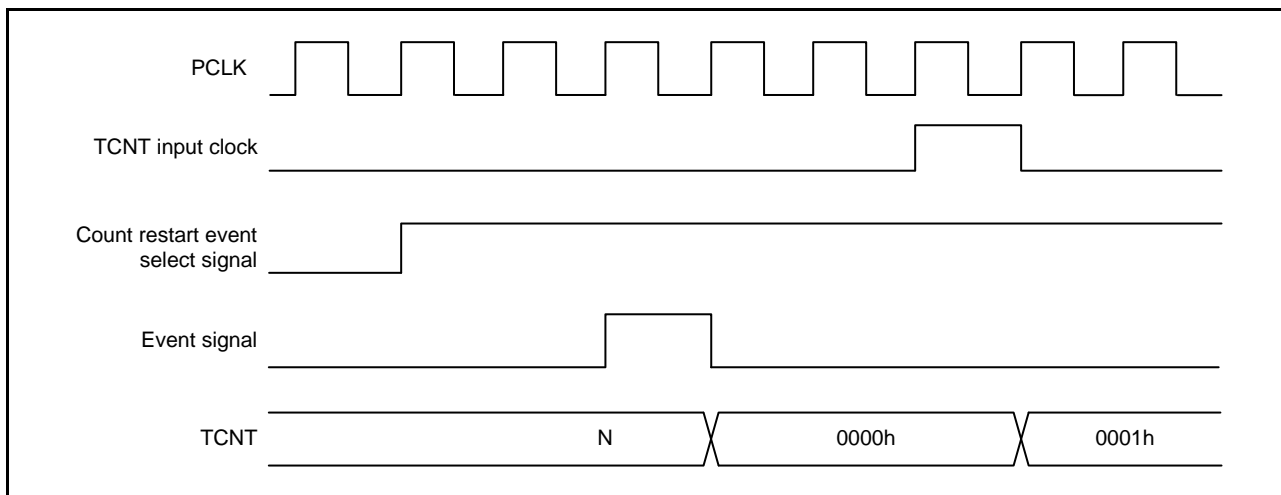 PCLK
TCNT input clock
Count restart event
select signal
Event signal
TCNT
N
0000h
0001h